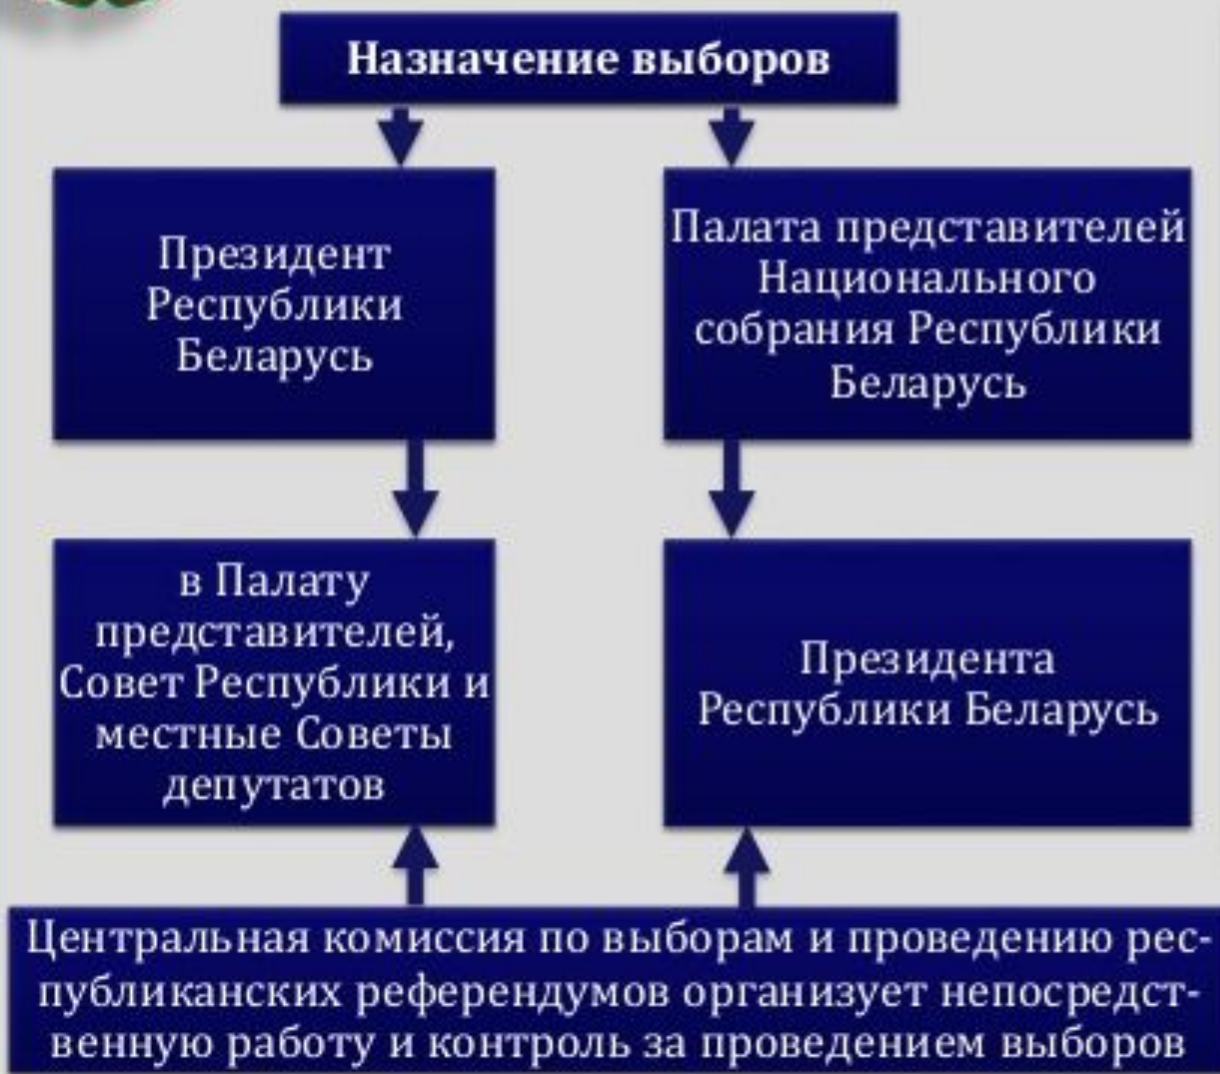 Назначение выборов
Президент
Республики
Беларусь
Палата представителей
Национального
собрания Республики
Беларусь
в Палату
представителей,
Совет Республики и
местные Советы
депутатов
Президента
Республики Беларусь
Центральная комиссия по выборам и проведению рес-
публиканских референдумов организует непосредст-
венную работу и контроль за проведением выборов